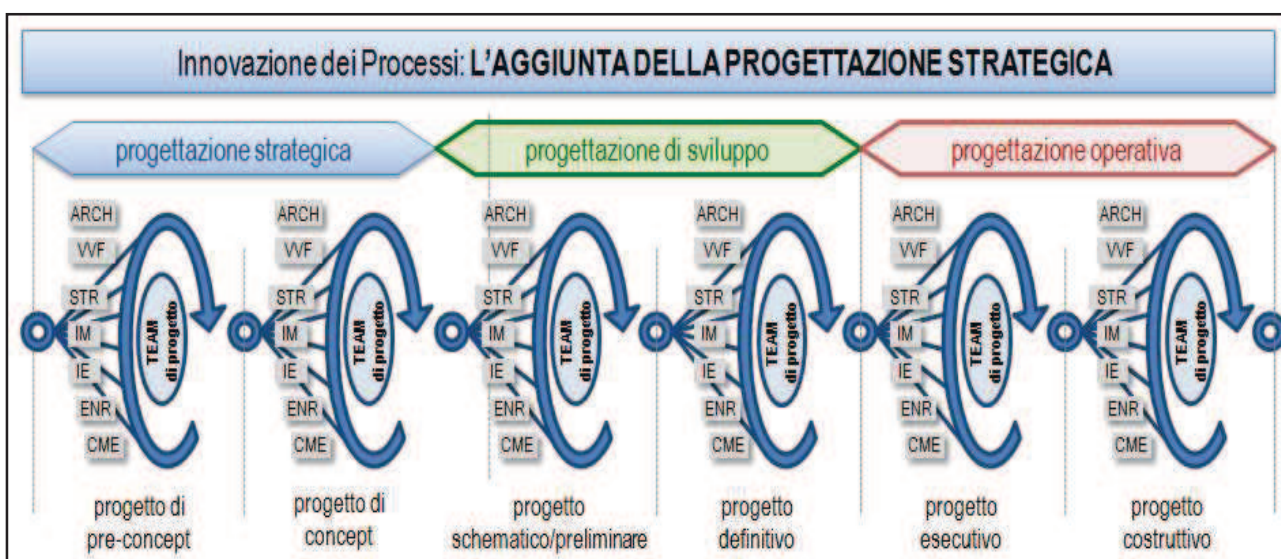 Innovazione dei Processi: L'AGGIUNTA DELLA PROGETTAZIONE STRATEGICA
progettazione strategica
progettazione di sviluppo
progettazione operativa
ARCH
VVF
STR
IM
IE
ENR
CME
TEAM
di progetto
progetto di
pre-concept
ARCH
VVF
STR
IM
IE
ENR
CME
TEAM
di progetto
progetto di
concept
ARCH
VVF
STR
IM
IE
ENR
CME
TEAM
di progetto
progetto
schematico/preliminare
ARCH
VVF
STR
IM
IE
ENR
CME
TEAM
di progetto
progetto
definitivo
ARCH
VVF
STR
IM
IE
ENR
CME
TEAM
di progetto
progetto
esecutivo
ARCH
VVF
STR
IM
IE
ENR
CME
TEAM
di progetto
progetto
costruttivo